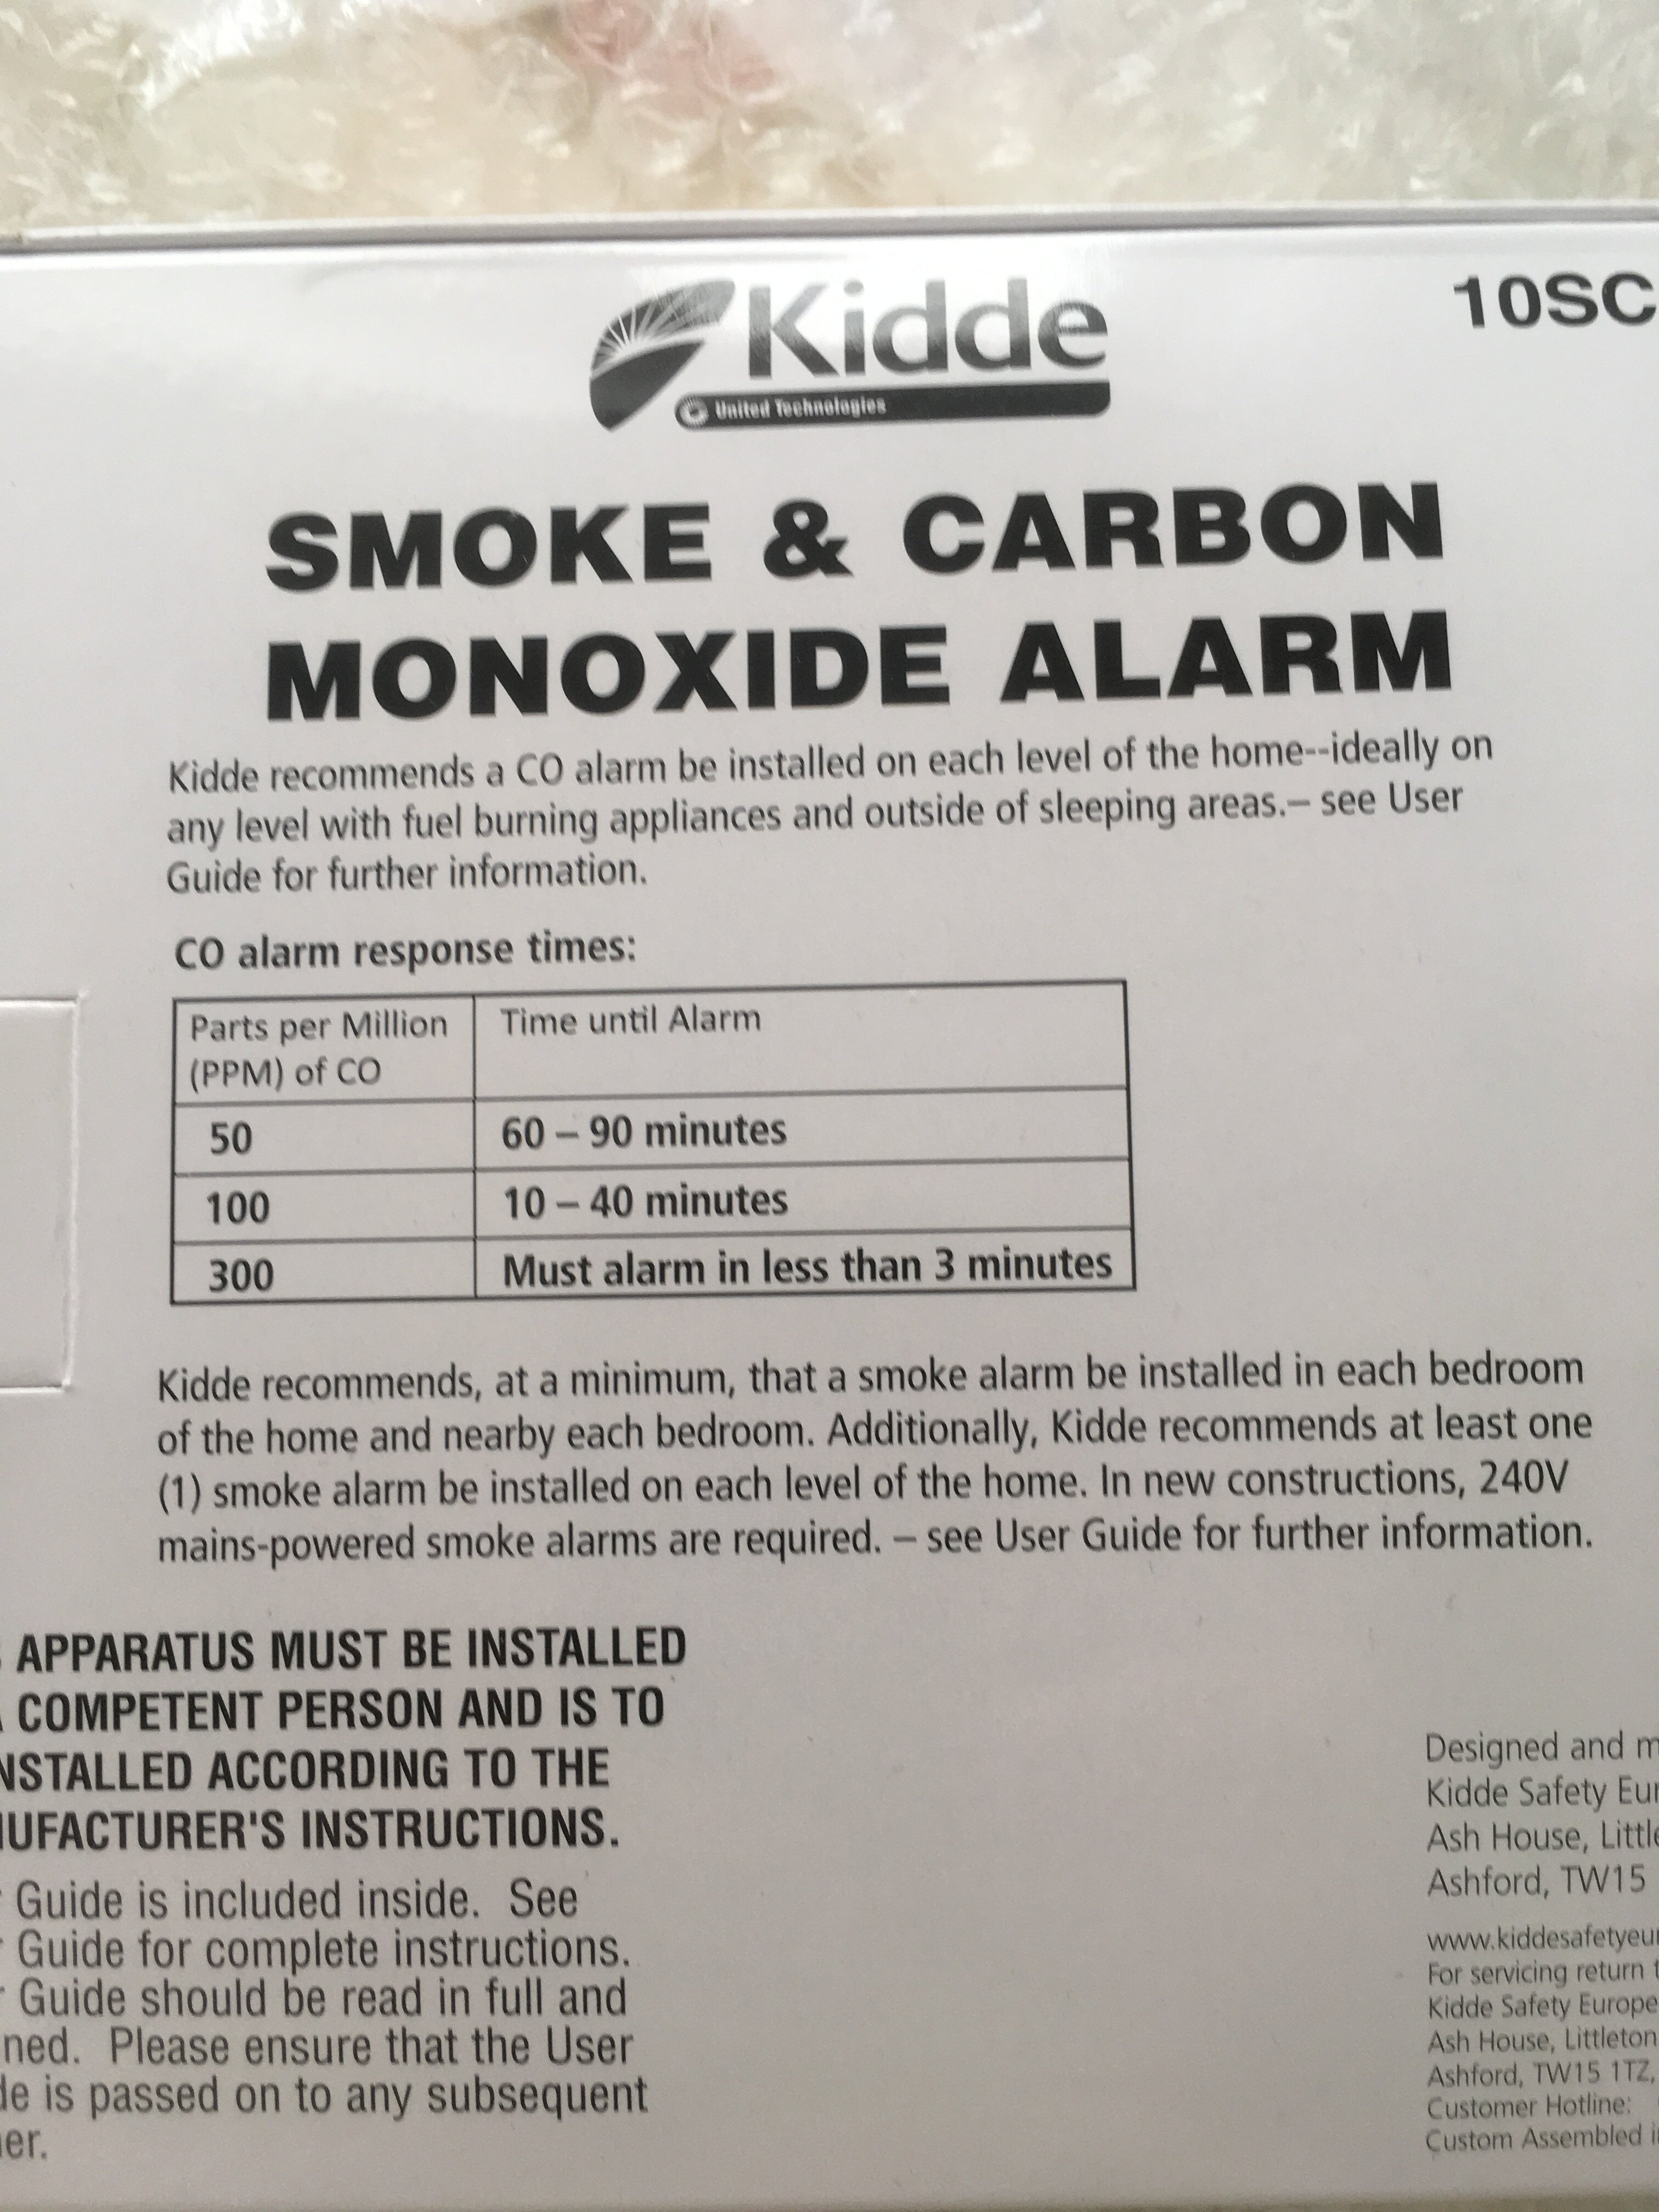 Kidde
United Technologies
10SC
SMOKE & CARBON
MONOXIDE ALARM
Kidde recommends a CO alarm be installed on each level of the home--ideally on
any level with fuel burning appliances and outside of sleeping areas.– see User
Guide for further information.
CO alarm response times:
Parts per Million Time until Alarm
(PPM) of CO
50 60 – 90 minutes
100 10 – 40 minutes
300 Must alarm in less than 3 minutes
Kidde recommends, at a minimum, that a smoke alarm be installed in each bedroom
of the home and nearby each bedroom. Additionally, Kidde recommends at least one
(1) smoke alarm be installed on each level of the home. In new constructions, 240V
mains-powered smoke alarms are required. – see User Guide for further information.
APPARATUS MUST BE INSTALLED
COMPETENT PERSON AND IS TO
NSTALLED ACCORDING TO THE
NUFACTURER'S INSTRUCTIONS.
Guide is included inside. See
Guide for complete instructions.
Guide should be read in full and
ned. Please ensure that the User
de is passed on to any subsequent
er.
Designed and m
Kidde Safety Eur
Ash House, Little
Ashford, TW15
www.kiddesafetyeur
For servicing return t
Kidde Safety Europe
Ash House, Littleton
Ashford, TW15 1TZ,
Customer Hotline:
Custom Assembled i